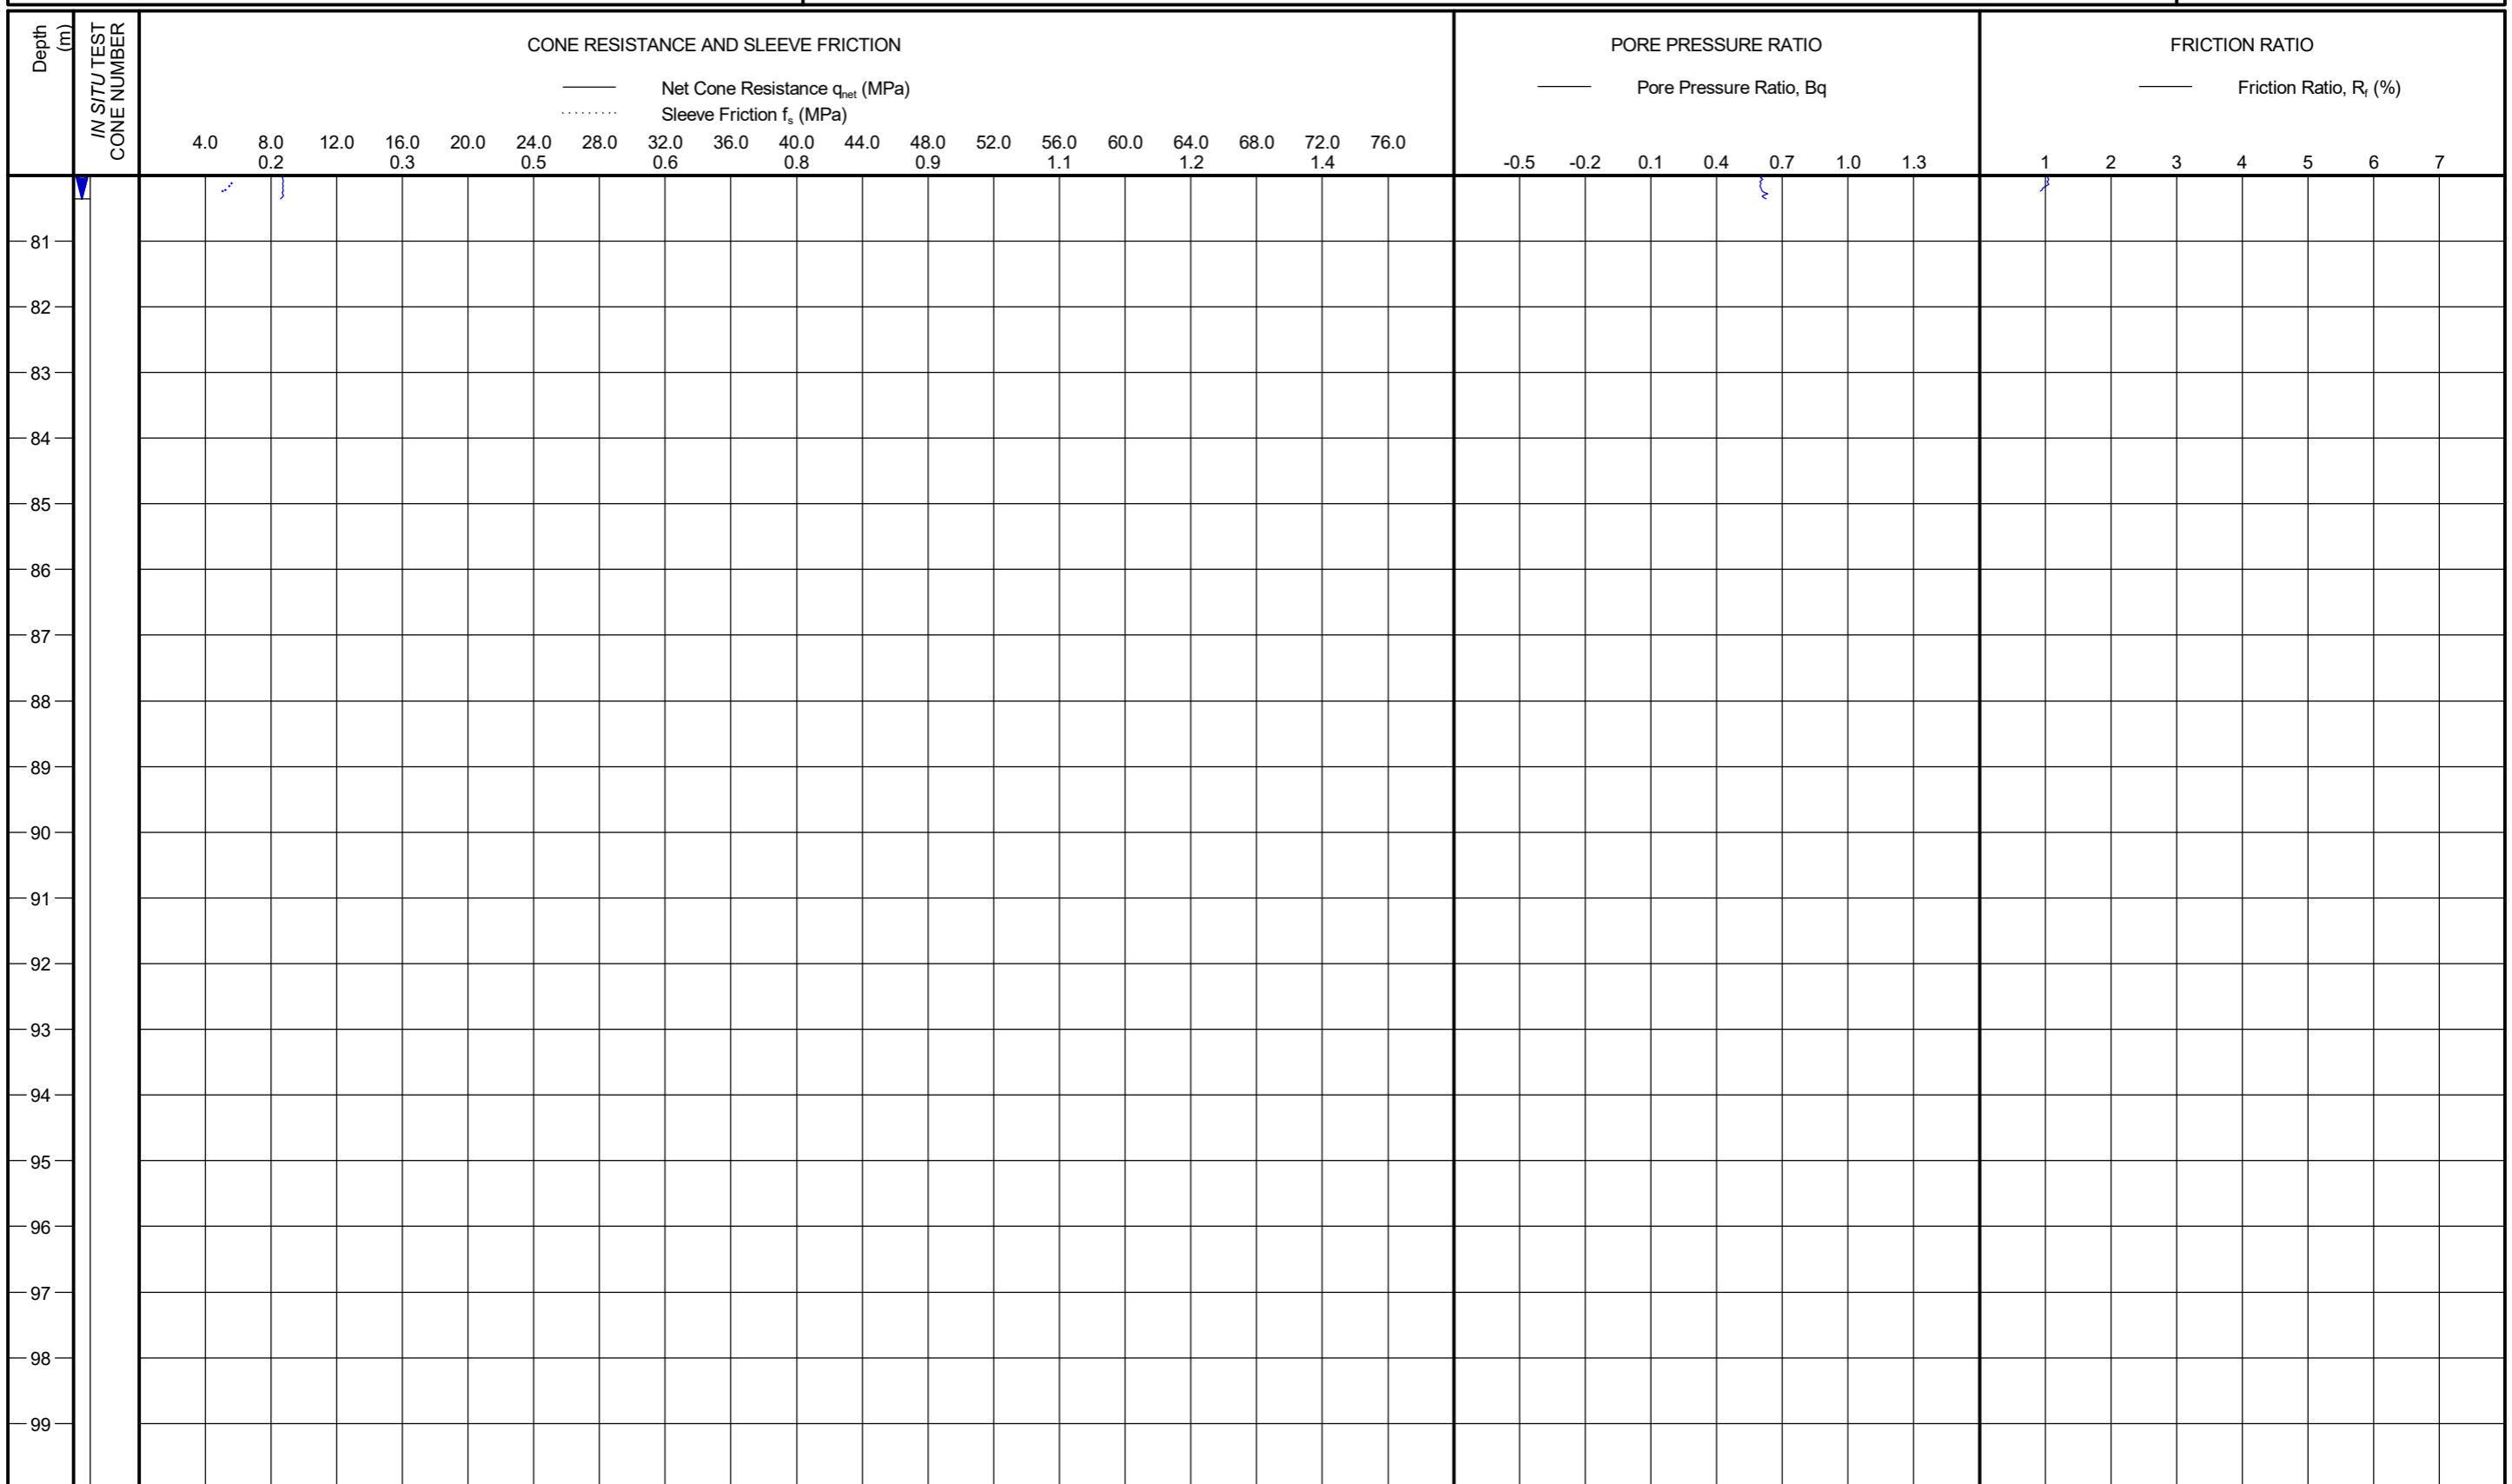 Depth
(m)
IN SITU TEST
CONE NUMBER
CONE RESISTANCE AND SLEEVE FRICTION
Net Cone Resistance qnet (MPa)
Sleeve Friction fs (MPa)
4.0 8.0 12.0 16.0 20.0 24.0 28.0 32.0 36.0 40.0 44.0 48.0 52.0 56.0 60.0 64.0 68.0 72.0 76.0
0.2 0.3 0.5 0.6 0.8 0.9 1.1 1.2 1.4
PORE PRESSURE RATIO
Pore Pressure Ratio, Bq
-0.5 -0.2 0.1 0.4 0.7 1.0 1.3
FRICTION RATIO
Friction Ratio, Rf (%)
1 2 3 4 5 6 7
81
82
83
84
85
86
87
88
89
90
91
92
93
94
95
96
97
98
99